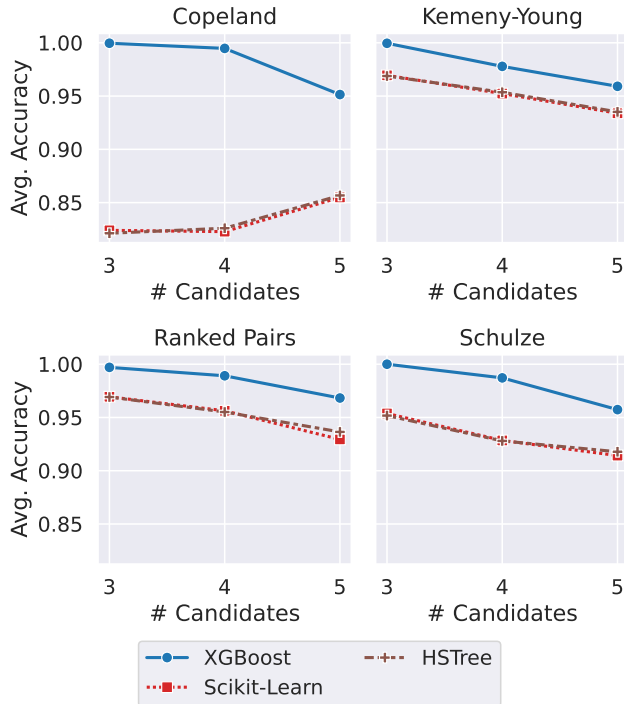 Copeland
Kemeny-Young
Avg. Accuracy
1.00
0.95
0.90
0.85
3 4 5
3 4 5
# Candidates
# Candidates
Ranked Pairs
Schulze
Avg. Accuracy
1.00
0.95
0.90
0.85
3 4 5
3 4 5
# Candidates
# Candidates
XGBoost
HSTree
Scikit-Learn